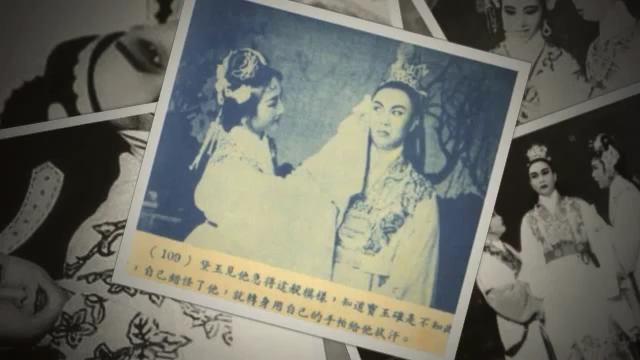 （109）黛玉見他急得這般模樣，知道寶玉確是不知
，自己錯怪了他，就轉身用自己的手帕給他拭汗。